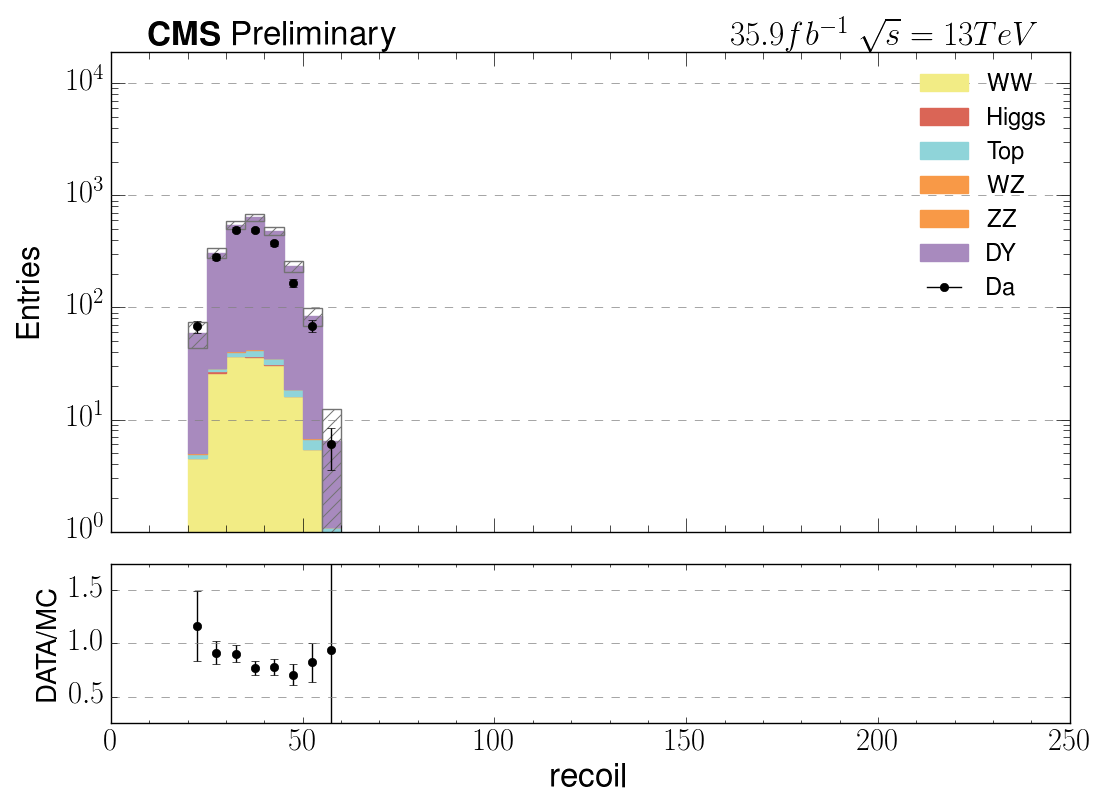 CMS Preliminary
35.9fb⁻¹ √s = 13TeV
10⁴
10³
10²
10¹
10⁰
Entries
WW
Higgs
Top
WZ
ZZ
DY
Da
1.5
1.0
0.5
DATA/MC
0 50 100 150 200 250
recoil